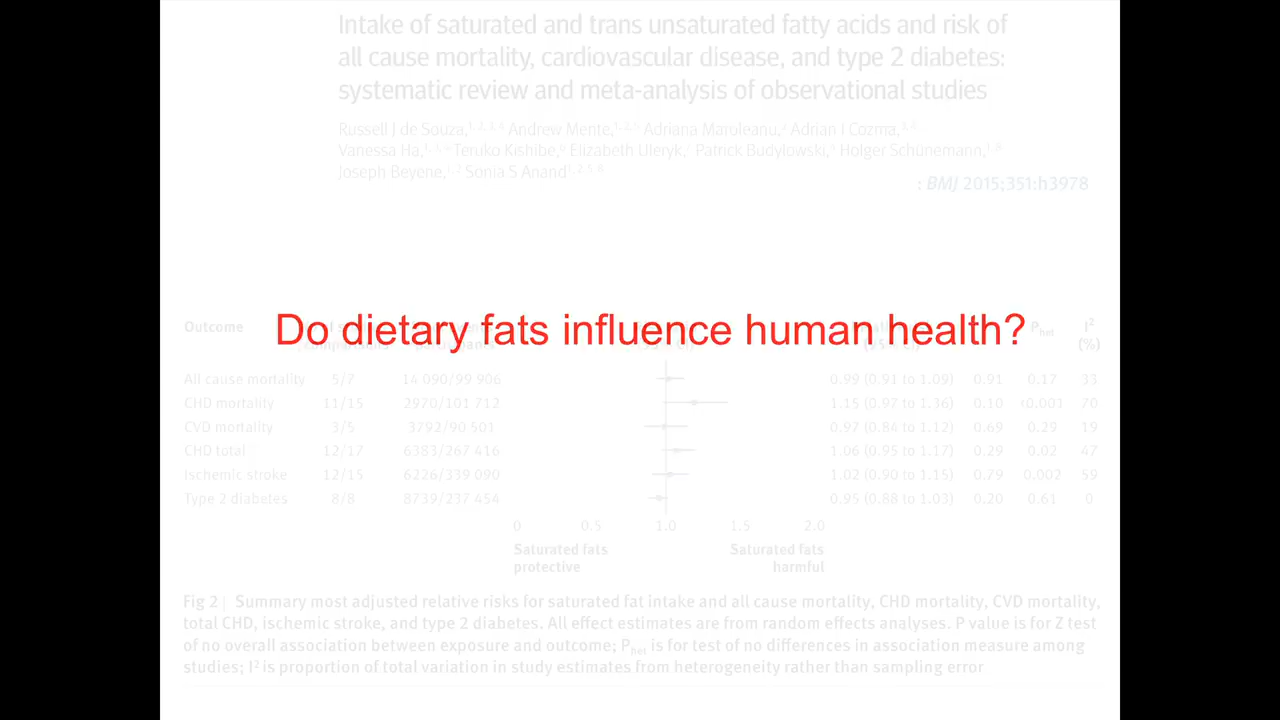 Intake of saturated and trans unsaturated fatty acids and risk of
all cause mortality, cardiovascular disease, and type 2 diabetes:
systematic review and meta-analysis of observational studies
Russell J de Souza, Andrew Mente, Adriana Maroleanu, Adrian I Cozma,
Vanessa Ha, Teruko Kishibe, Elizabeth Uleryk, Patrick Budylowski, Holger Schünemann,
Joseph Beyene, Sonia S Anand
: BMJ 2015;351:h3978
Do dietary fats influence human health?
Outcome Phet I²
(%)
All cause mortality 5/7 14 090/99 906 0.99 (0.91 to 1.09) 0.91 0.17 33
CHD mortality 11/15 2970/101 712 1.15 (0.97 to 1.36) 0.10 <0.001 70
CVD mortality 3/5 3792/90 501 0.97 (0.84 to 1.12) 0.69 0.29 19
CHD total 12/17 6383/267 416 1.06 (0.95 to 1.17) 0.29 0.02 47
Ischemic stroke 12/15 6226/339 090 1.02 (0.90 to 1.15) 0.79 0.002 59
Type 2 diabetes 8/8 8739/237 454 0.95 (0.88 to 1.03) 0.20 0.61 0
0 0.5 1.0 1.5 2.0
Saturated fats Saturated fats
protective harmful
Fig 2 | Summary most adjusted relative risks for saturated fat intake and all cause mortality, CHD mortality, CVD mortality,
total CHD, ischemic stroke, and type 2 diabetes. All effect estimates are from random effects analyses. P value is for Z test
of no overall association between exposure and outcome; Phet is for test of no differences in association measure among
studies; I² is proportion of total variation in study estimates from heterogeneity rather than sampling error